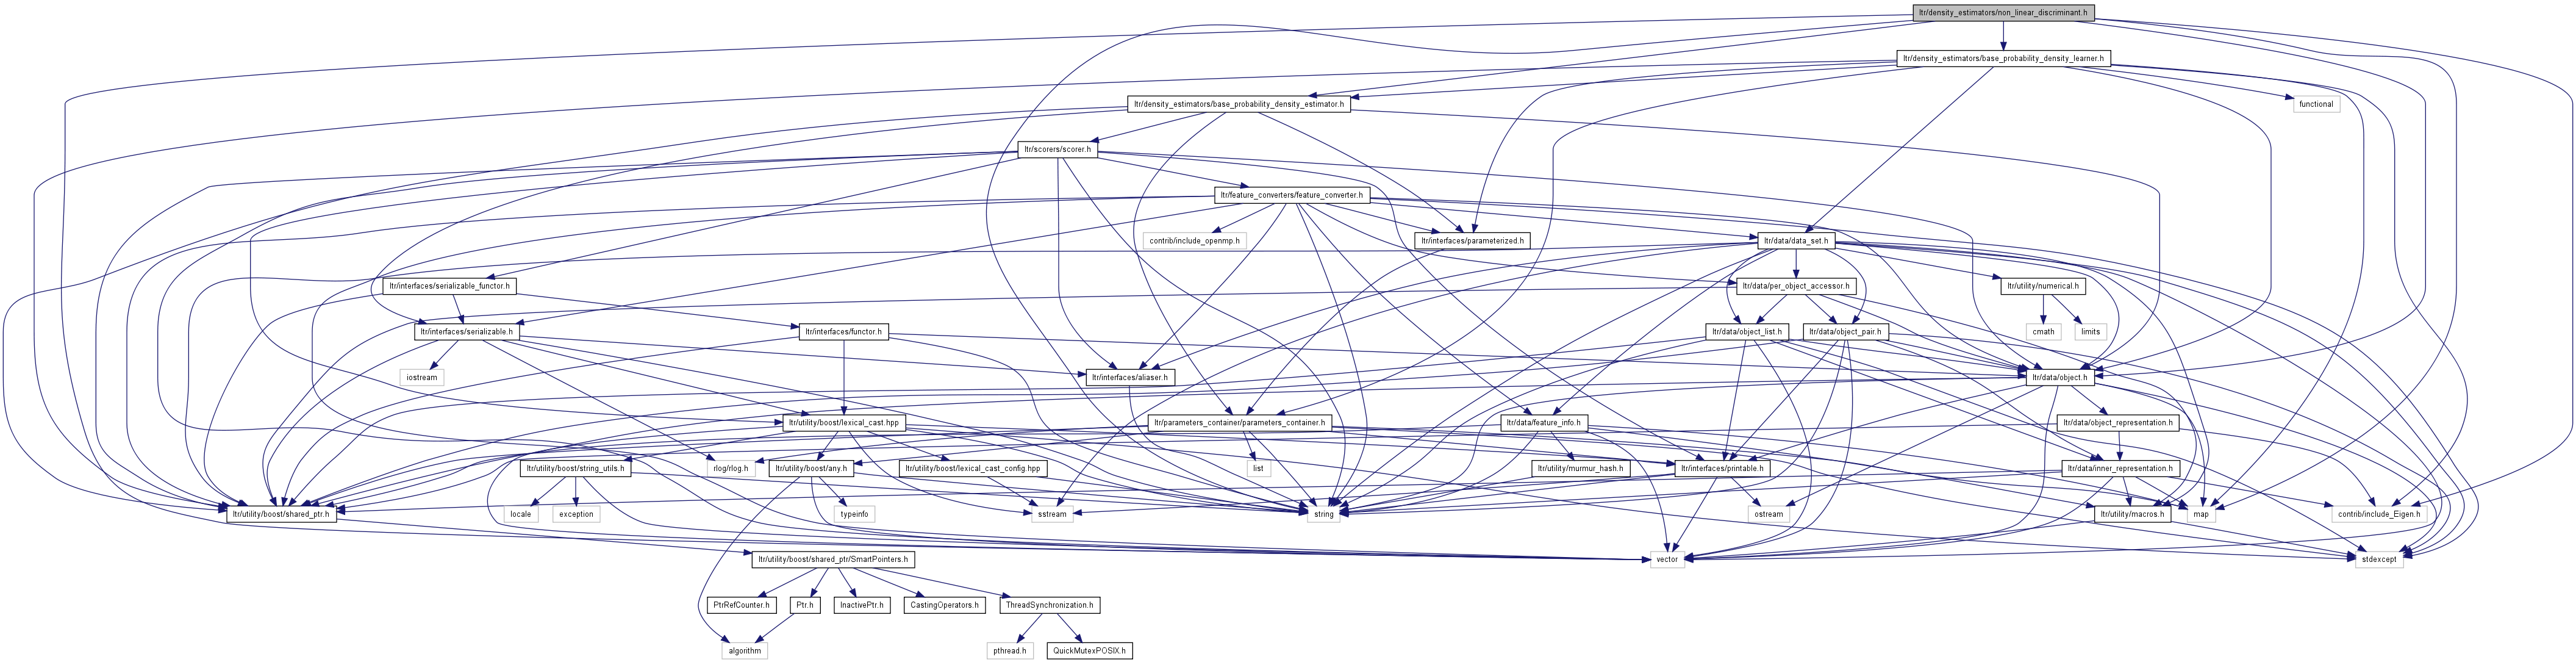 ltr/density_estimators/non_linear_discriminant.h
ltr/density_estimators/base_probability_density_learner.h
ltr/density_estimators/base_probability_density_estimator.h
functional
ltr/scorers/scorer.h
ltr/feature_converters/feature_converter.h
contrib/include_openmp.h
ltr/interfaces/parameterized.h
ltr/data/data_set.h
ltr/interfaces/serializable_functor.h
ltr/data/per_object_accessor.h
ltr/utility/numerical.h
ltr/interfaces/serializable.h
ltr/interfaces/functor.h
ltr/data/object_list.h
ltr/data/object_pair.h
cmath
limits
iostream
ltr/interfaces/aliaser.h
ltr/data/object.h
ltr/utility/boost/lexical_cast.hpp
ltr/parameters_container/parameters_container.h
ltr/data/feature_info.h
ltr/data/object_representation.h
ltr/utility/boost/string_utils.h
rlog/rlog.h
ltr/utility/boost/any.h
ltr/utility/boost/lexical_cast_config.hpp
list
ltr/utility/murmur_hash.h
ltr/interfaces/printable.h
ltr/data/inner_representation.h
ltr/utility/boost/shared_ptr.h
locale
exception
typeinfo
sstream
string
ostream
ltr/utility/macros.h
map
contrib/include_Eigen.h
ltr/utility/boost/shared_ptr/SmartPointers.h
vector
stdexcept
PtrRefCounter.h
Ptr.h
InactivePtr.h
CastingOperators.h
ThreadSynchronization.h
algorithm
pthread.h
QuickMutexPOSIX.h